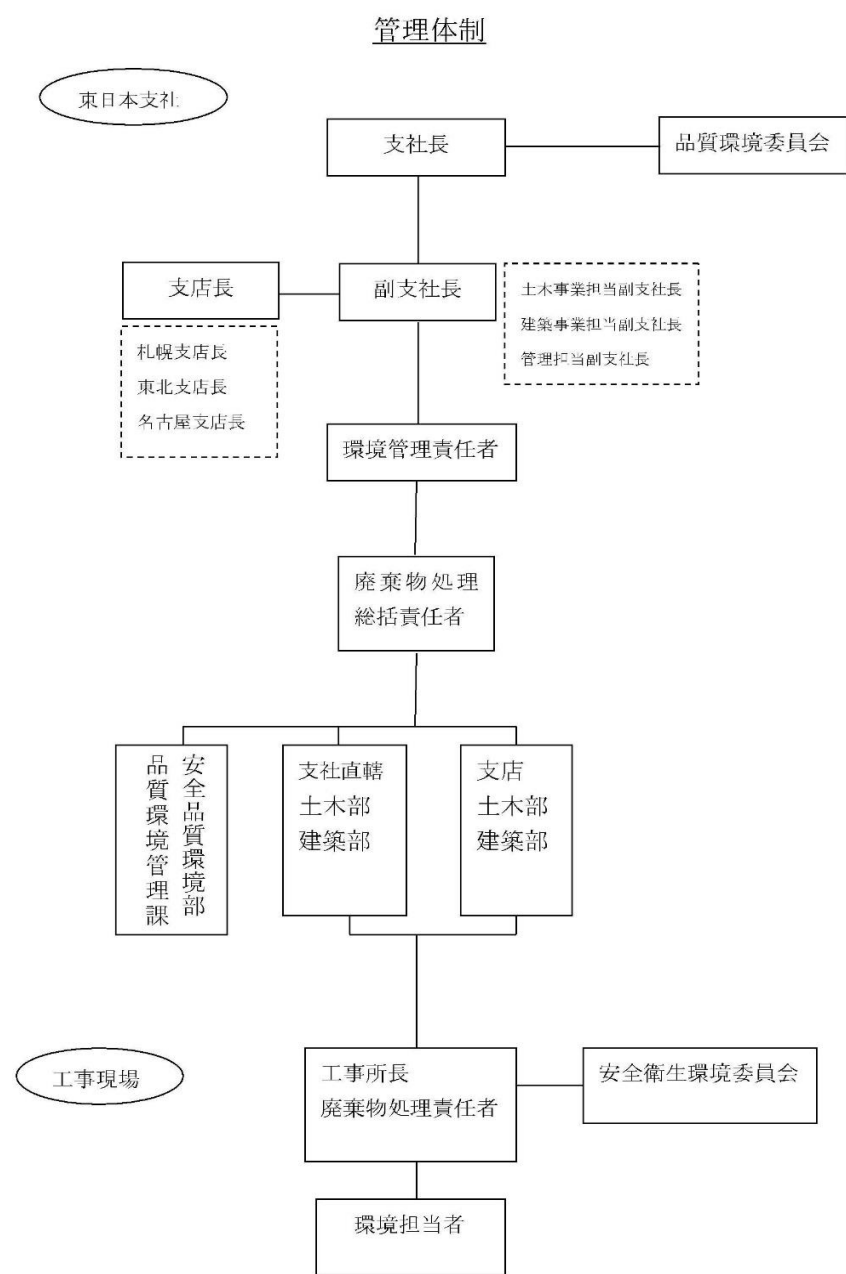 管理体制
東日本支社
支社長
品質環境委員会
支店長
副支社長
土木事業担当副支社長
建築事業担当副支社長
管理担当副支社長
札幌支店長
東北支店長
名古屋支店長
環境管理責任者
廃棄物処理
総括責任者
安全品質環境部
品質環境管理課
支社直轄
土木部
建築部
支店
土木部
建築部
工事現場
工事所長
廃棄物処理責任者
安全衛生環境委員会
環境担当者